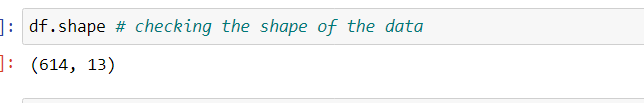 ]: df.shape # checking the shape of the data
]: (614, 13)